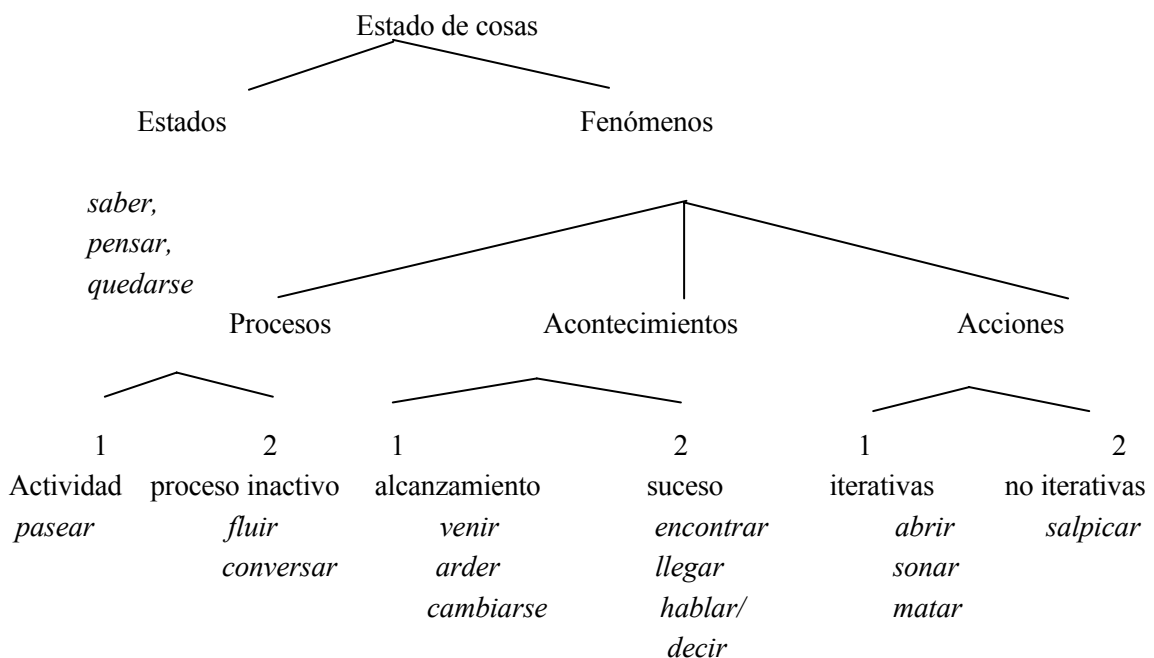 Estado de cosas
Estados Fenómenos
saber,
pensar,
quedarse
Procesos Acontecimientos Acciones
1 2 1 2 1 2
Actividad proceso inactivo alcanzamiento suceso iterativas no iterativas
pasear fluir venir encontrar abrir salpicar
conversar arder llegar sonar
cambiarse hablar/ matar
decir